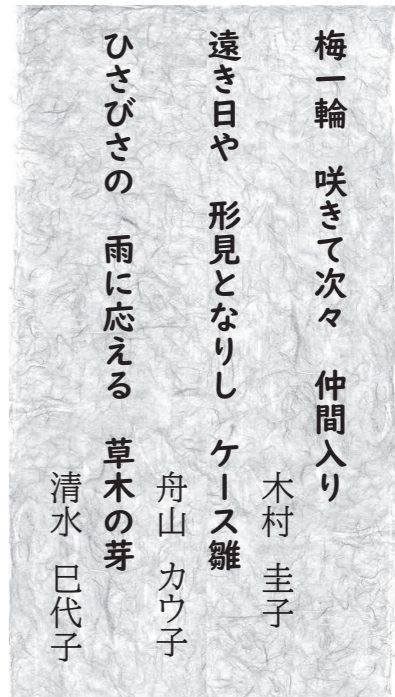 梅一輪　咲きて次々　仲間入り
木村　圭子
遠き日や　形見となりし　ケース雛
舟山　カウ子
ひさびさの　雨に応える　草木の芽
清水　巳代子